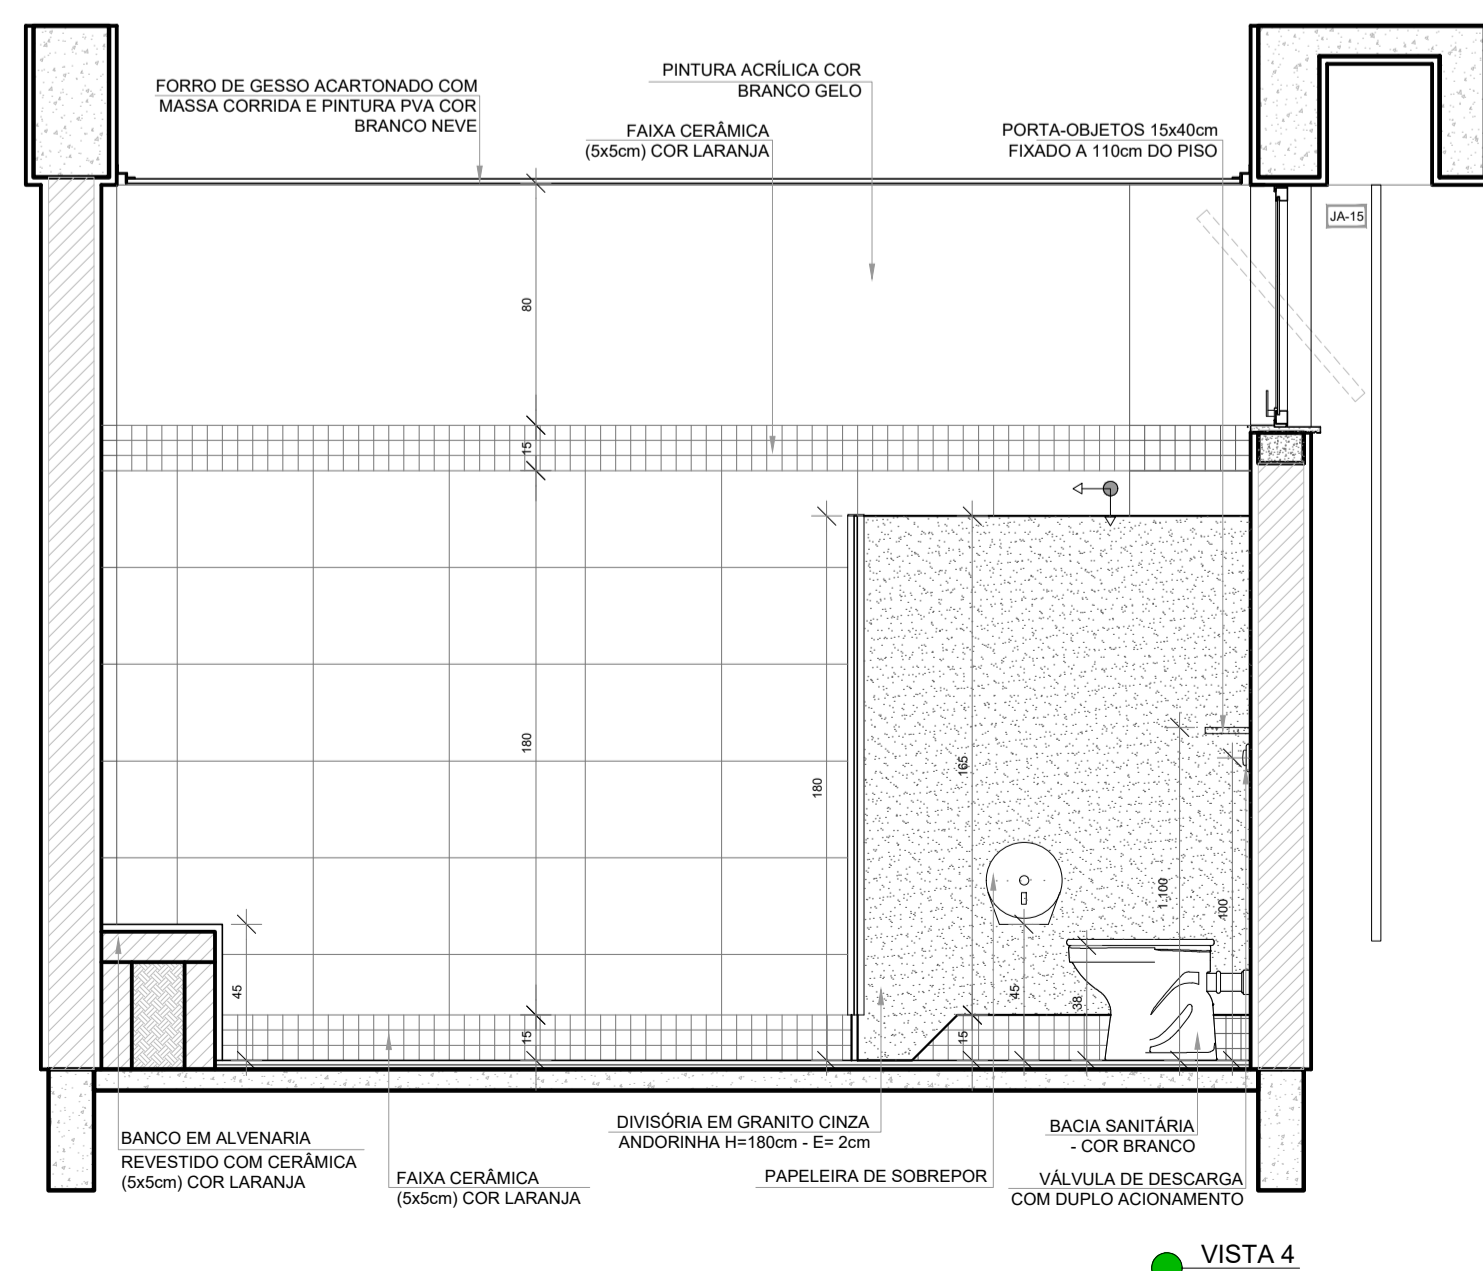 FORRO DE GESSO ACARTONADO COM
MASSA CORRIDA E PINTURA PVA COR
BRANCO NEVE
PINTURA ACRÍLICA COR
BRANCO GELO
FAIXA CERÂMICA
(5x5cm) COR LARANJA
PORTA-OBJETOS 15x40cm
FIXADO A 110cm DO PISO
JA-15
80
15
180
180
165
1.100
100
45
45
38
15
15
BANCO EM ALVENARIA
REVESTIDO COM CERÂMICA
(5x5cm) COR LARANJA
FAIXA CERÂMICA
(5x5cm) COR LARANJA
DIVISÓRIA EM GRANITO CINZA
ANDORINHA H=180cm - E= 2cm
PAPELEIRA DE SOBREPOR
BACIA SANITÁRIA
- COR BRANCO
VÁLVULA DE DESCARGA
COM DUPLO ACIONAMENTO
VISTA 4